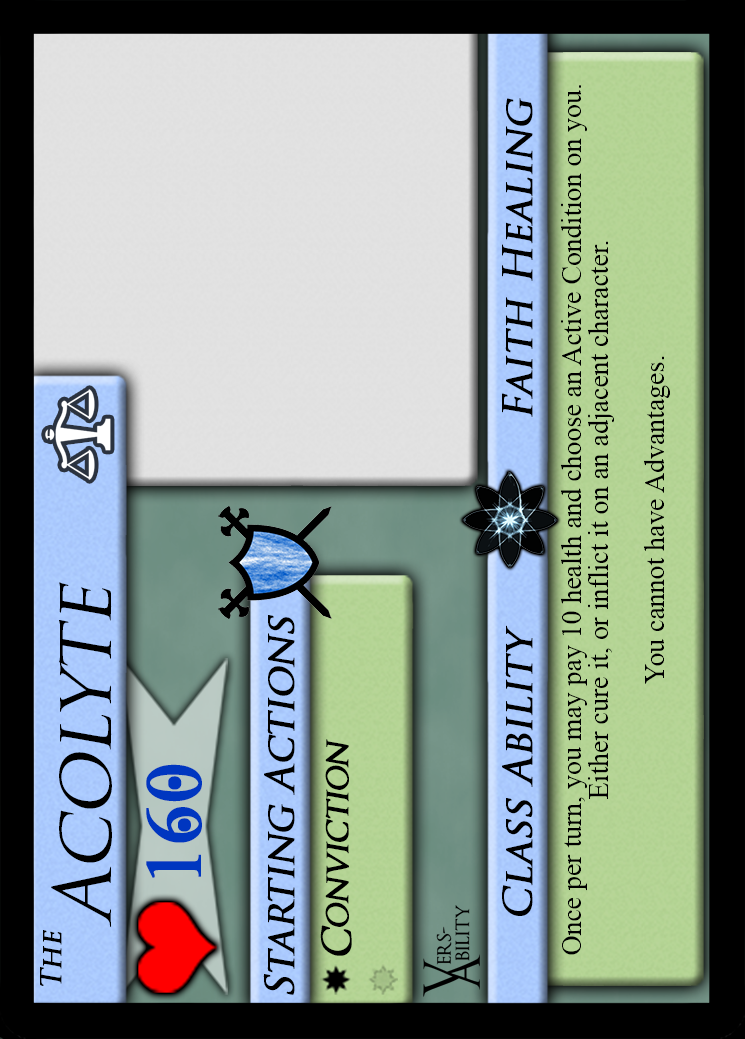 THE
ACOLYTE
160
STARTING ACTIONS
CONVICTION
VERS-
ABILITY
CLASS ABILITY FAITH HEALING
Once per turn, you may pay 10 health and choose an Active Condition on you.
Either cure it, or inflict it on an adjacent character.
You cannot have Advantages.